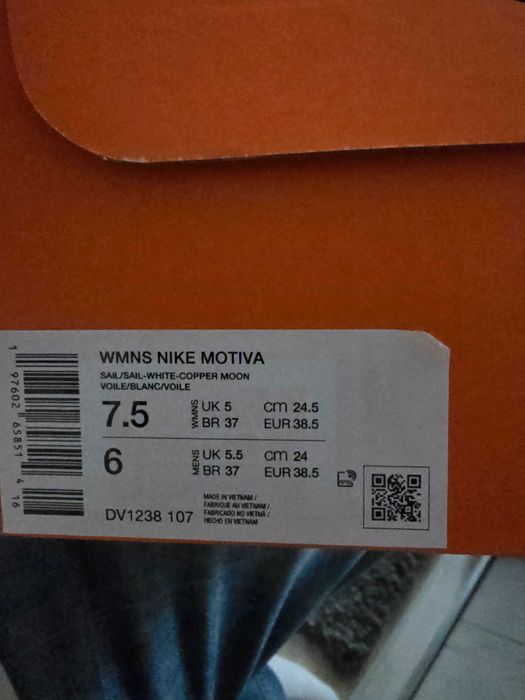 WMNS NIKE MOTIVA
SAIL/SAIL-WHITE-COPPER MOON
VOILE/BLANC/VOILE
7.5 WMNS UK 5 cm 24.5
BR 37 EUR 38.5
6 MENS UK 5.5 cm 24
BR 37 EUR 38.5
MADE IN VIETNAM /
FABRIQUÉ AU VIETNAM /
FABRICADO NO VIETNÃ /
HECHO EN VIETNAM
DV1238 107
1 97602 65851 4 16